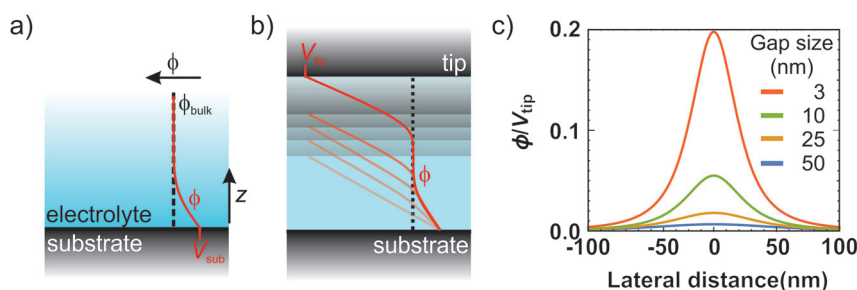 a)
ϕ
ϕbulk
ϕ
z
electrolyte
substrate
Vsub
b)
Vtip
tip
ϕ
substrate
c)
ϕ/Vtip
0.2
0.1
0.0
-100
-50
0
50
100
Lateral distance(nm)
Gap size
(nm)
3
10
25
50